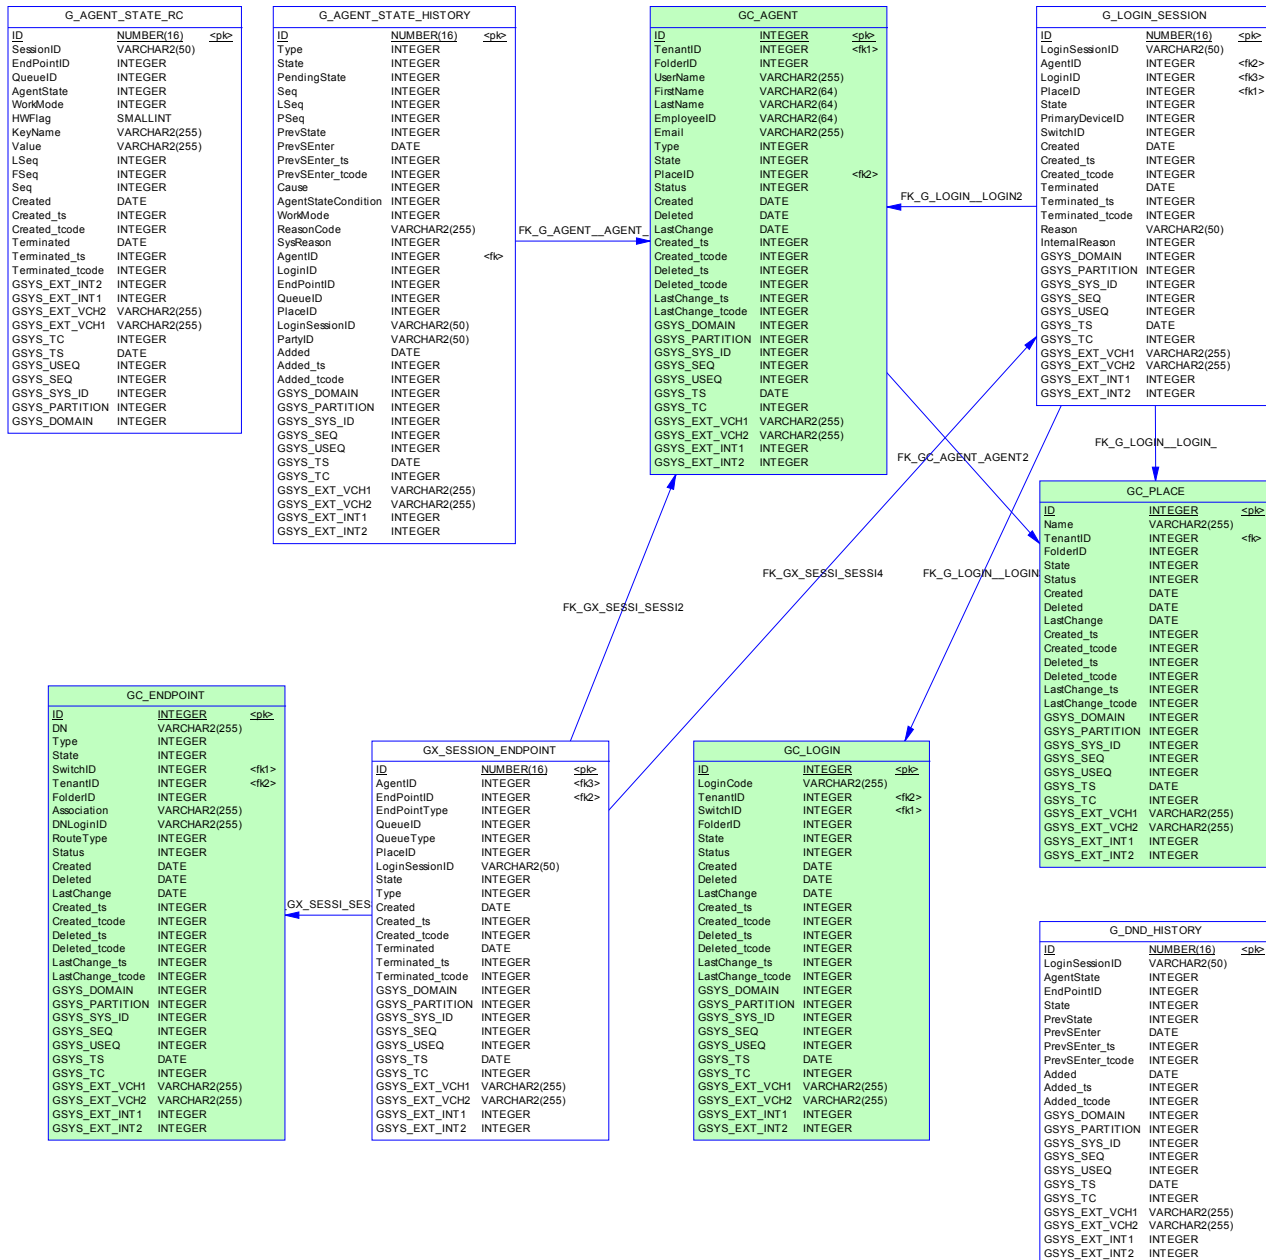 G_AGENT_STATE_RC
ID NUMBER(16) <pk>
SessionID VARCHAR2(50)
EndPointID INTEGER
QueueID INTEGER
AgentState INTEGER
WorkMode INTEGER
HWFlag SMALLINT
KeyName VARCHAR2(255)
Value VARCHAR2(255)
LSeq INTEGER
FSeq INTEGER
Seq INTEGER
Created DATE
Created_ts INTEGER
Created_tcode INTEGER
Terminated DATE
Terminated_ts INTEGER
Terminated_tcode INTEGER
GSYS_EXT_INT2 INTEGER
GSYS_EXT_INT1 INTEGER
GSYS_EXT_VCH2 VARCHAR2(255)
GSYS_EXT_VCH1 VARCHAR2(255)
GSYS_TC INTEGER
GSYS_TS DATE
GSYS_USEQ INTEGER
GSYS_SEQ INTEGER
GSYS_SYS_ID INTEGER
GSYS_PARTITION INTEGER
GSYS_DOMAIN INTEGER
G_AGENT_STATE_HISTORY
ID NUMBER(16) <pk>
Type INTEGER
State INTEGER
PendingState INTEGER
Seq INTEGER
LSeq INTEGER
PSeq INTEGER
PrevState INTEGER
PrevSEnter DATE
PrevSEnter_ts INTEGER
PrevSEnter_tcode INTEGER
Cause INTEGER
AgentStateCondition INTEGER
WorkMode INTEGER
ReasonCode VARCHAR2(255)
SysReason INTEGER
AgentID INTEGER <fk>
LoginID INTEGER
EndPointID INTEGER
QueueID INTEGER
PlaceID INTEGER
LoginSessionID VARCHAR2(50)
PartyID VARCHAR2(50)
Added DATE
Added_ts INTEGER
Added_tcode INTEGER
GSYS_DOMAIN INTEGER
GSYS_PARTITION INTEGER
GSYS_SYS_ID INTEGER
GSYS_SEQ INTEGER
GSYS_USEQ INTEGER
GSYS_TS DATE
GSYS_TC INTEGER
GSYS_EXT_VCH1 VARCHAR2(255)
GSYS_EXT_VCH2 VARCHAR2(255)
GSYS_EXT_INT1 INTEGER
GSYS_EXT_INT2 INTEGER
FK_G_AGENT__AGENT_
GC_AGENT
ID INTEGER <pk>
TenantID INTEGER <fk1>
FolderID INTEGER
UserName VARCHAR2(255)
FirstName VARCHAR2(64)
LastName VARCHAR2(64)
EmployeeID VARCHAR2(64)
Email VARCHAR2(255)
Type INTEGER
State INTEGER
PlaceID INTEGER <fk2>
Status INTEGER
Created DATE
Deleted DATE
LastChange DATE
Created_ts INTEGER
Created_tcode INTEGER
Deleted_ts INTEGER
Deleted_tcode INTEGER
LastChange_ts INTEGER
LastChange_tcode INTEGER
GSYS_DOMAIN INTEGER
GSYS_PARTITION INTEGER
GSYS_SYS_ID INTEGER
GSYS_SEQ INTEGER
GSYS_USEQ INTEGER
GSYS_TS DATE
GSYS_TC INTEGER
GSYS_EXT_VCH1 VARCHAR2(255)
GSYS_EXT_VCH2 VARCHAR2(255)
GSYS_EXT_INT1 INTEGER
GSYS_EXT_INT2 INTEGER
FK_G_LOGIN__LOGIN2
G_LOGIN_SESSION
ID NUMBER(16) <pk>
LoginSessionID VARCHAR2(50)
AgentID INTEGER <fk2>
LoginID INTEGER <fk3>
PlaceID INTEGER <fk1>
State INTEGER
PrimaryDeviceID INTEGER
SwitchID INTEGER
Created DATE
Created_ts INTEGER
Created_tcode INTEGER
Terminated DATE
Terminated_ts INTEGER
Terminated_tcode INTEGER
Reason VARCHAR2(50)
InternalReason INTEGER
GSYS_DOMAIN INTEGER
GSYS_PARTITION INTEGER
GSYS_SYS_ID INTEGER
GSYS_SEQ INTEGER
GSYS_USEQ INTEGER
GSYS_TS DATE
GSYS_TC INTEGER
GSYS_EXT_VCH1 VARCHAR2(255)
GSYS_EXT_VCH2 VARCHAR2(255)
GSYS_EXT_INT1 INTEGER
GSYS_EXT_INT2 INTEGER
FK_G_LOGIN__LOGIN_
FK_GC_AGENT_AGENT2
FK_GX_SESSI_SESSI4
FK_G_LOGIN__LOGIN
FK_GX_SESSI_SESSI2
GC_PLACE
ID INTEGER <pk>
Name VARCHAR2(255)
TenantID INTEGER <fk>
FolderID INTEGER
State INTEGER
Status INTEGER
Created DATE
Deleted DATE
LastChange DATE
Created_ts INTEGER
Created_tcode INTEGER
Deleted_ts INTEGER
Deleted_tcode INTEGER
LastChange_ts INTEGER
LastChange_tcode INTEGER
GSYS_DOMAIN INTEGER
GSYS_PARTITION INTEGER
GSYS_SYS_ID INTEGER
GSYS_SEQ INTEGER
GSYS_USEQ INTEGER
GSYS_TS DATE
GSYS_TC INTEGER
GSYS_EXT_VCH1 VARCHAR2(255)
GSYS_EXT_VCH2 VARCHAR2(255)
GSYS_EXT_INT1 INTEGER
GSYS_EXT_INT2 INTEGER
GC_ENDPOINT
ID INTEGER <pk>
DN VARCHAR2(255)
Type INTEGER
State INTEGER
SwitchID INTEGER <fk1>
TenantID INTEGER <fk2>
FolderID INTEGER
Association VARCHAR2(255)
DNLoginID VARCHAR2(255)
RouteType INTEGER
Status INTEGER
Created DATE
Deleted DATE
LastChange DATE
Created_ts INTEGER
Created_tcode INTEGER
Deleted_ts INTEGER
Deleted_tcode INTEGER
LastChange_ts INTEGER
LastChange_tcode INTEGER
GSYS_DOMAIN INTEGER
GSYS_PARTITION INTEGER
GSYS_SYS_ID INTEGER
GSYS_SEQ INTEGER
GSYS_USEQ INTEGER
GSYS_TS DATE
GSYS_TC INTEGER
GSYS_EXT_VCH1 VARCHAR2(255)
GSYS_EXT_VCH2 VARCHAR2(255)
GSYS_EXT_INT1 INTEGER
GSYS_EXT_INT2 INTEGER
_GX_SESSI_SES
GX_SESSION_ENDPOINT
ID NUMBER(16) <pk>
AgentID INTEGER <fk3>
EndPointID INTEGER <fk2>
EndPointType INTEGER
QueueID INTEGER
QueueType INTEGER
PlaceID INTEGER
LoginSessionID VARCHAR2(50)
State INTEGER
Type INTEGER
Created DATE
Created_ts INTEGER
Created_tcode INTEGER
Terminated DATE
Terminated_ts INTEGER
Terminated_tcode INTEGER
GSYS_DOMAIN INTEGER
GSYS_PARTITION INTEGER
GSYS_SYS_ID INTEGER
GSYS_SEQ INTEGER
GSYS_USEQ INTEGER
GSYS_TS DATE
GSYS_TC INTEGER
GSYS_EXT_VCH1 VARCHAR2(255)
GSYS_EXT_VCH2 VARCHAR2(255)
GSYS_EXT_INT1 INTEGER
GSYS_EXT_INT2 INTEGER
GC_LOGIN
ID INTEGER <pk>
LoginCode VARCHAR2(255)
TenantID INTEGER <fk2>
SwitchID INTEGER <fk1>
FolderID INTEGER
State INTEGER
Status INTEGER
Created DATE
Deleted DATE
LastChange DATE
Created_ts INTEGER
Created_tcode INTEGER
Deleted_ts INTEGER
Deleted_tcode INTEGER
LastChange_ts INTEGER
LastChange_tcode INTEGER
GSYS_DOMAIN INTEGER
GSYS_PARTITION INTEGER
GSYS_SYS_ID INTEGER
GSYS_SEQ INTEGER
GSYS_USEQ INTEGER
GSYS_TS DATE
GSYS_TC INTEGER
GSYS_EXT_VCH1 VARCHAR2(255)
GSYS_EXT_VCH2 VARCHAR2(255)
GSYS_EXT_INT1 INTEGER
GSYS_EXT_INT2 INTEGER
G_DND_HISTORY
ID NUMBER(16) <pk>
LoginSessionID VARCHAR2(50)
AgentState INTEGER
EndPointID INTEGER
State INTEGER
PrevState INTEGER
PrevSEnter DATE
PrevSEnter_ts INTEGER
PrevSEnter_tcode INTEGER
Added DATE
Added_ts INTEGER
Added_tcode INTEGER
GSYS_DOMAIN INTEGER
GSYS_PARTITION INTEGER
GSYS_SYS_ID INTEGER
GSYS_SEQ INTEGER
GSYS_USEQ INTEGER
GSYS_TS DATE
GSYS_TC INTEGER
GSYS_EXT_VCH1 VARCHAR2(255)
GSYS_EXT_VCH2 VARCHAR2(255)
GSYS_EXT_INT1 INTEGER
GSYS_EXT_INT2 INTEGER